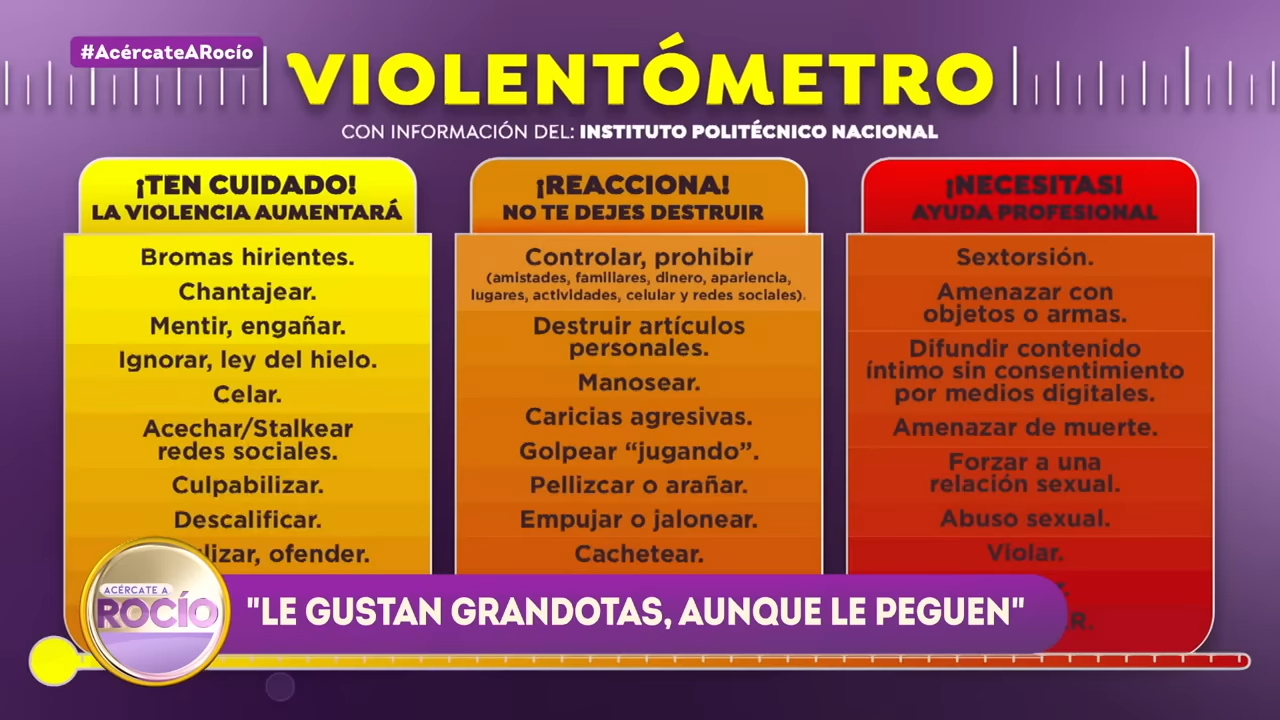 #AcércateARocío
VIOLENTÓMETRO
CON INFORMACIÓN DEL: INSTITUTO POLITÉCNICO NACIONAL
¡TEN CUIDADO!
LA VIOLENCIA AUMENTARÁ
Bromas hirientes.
Chantajear.
Mentir, engañar.
Ignorar, ley del hielo.
Celar.
Acechar/Stalkear
redes sociales.
Culpabilizar.
Descalificar.
ofender.
¡REACCIONA!
NO TE DEJES DESTRUIR
Controlar, prohibir
(amistades, familiares, dinero, apariencia,
lugares, actividades, celular y redes sociales).
Destruir artículos
personales.
Manosear.
Caricias agresivas.
Golpear “jugando”.
Pellizcar o arañar.
Empujar o jalonear.
Cachetear.
¡NECESITAS!
AYUDA PROFESIONAL
Sextorsión.
Amenazar con
objetos o armas.
Difundir contenido
íntimo sin consentimiento
por medios digitales.
Amenazar de muerte.
Forzar a una
relación sexual.
Abuso sexual.
Violar.
ACÉRCATE A
ROCÍO
"LE GUSTAN GRANDOTAS, AUNQUE LE PEGUEN"